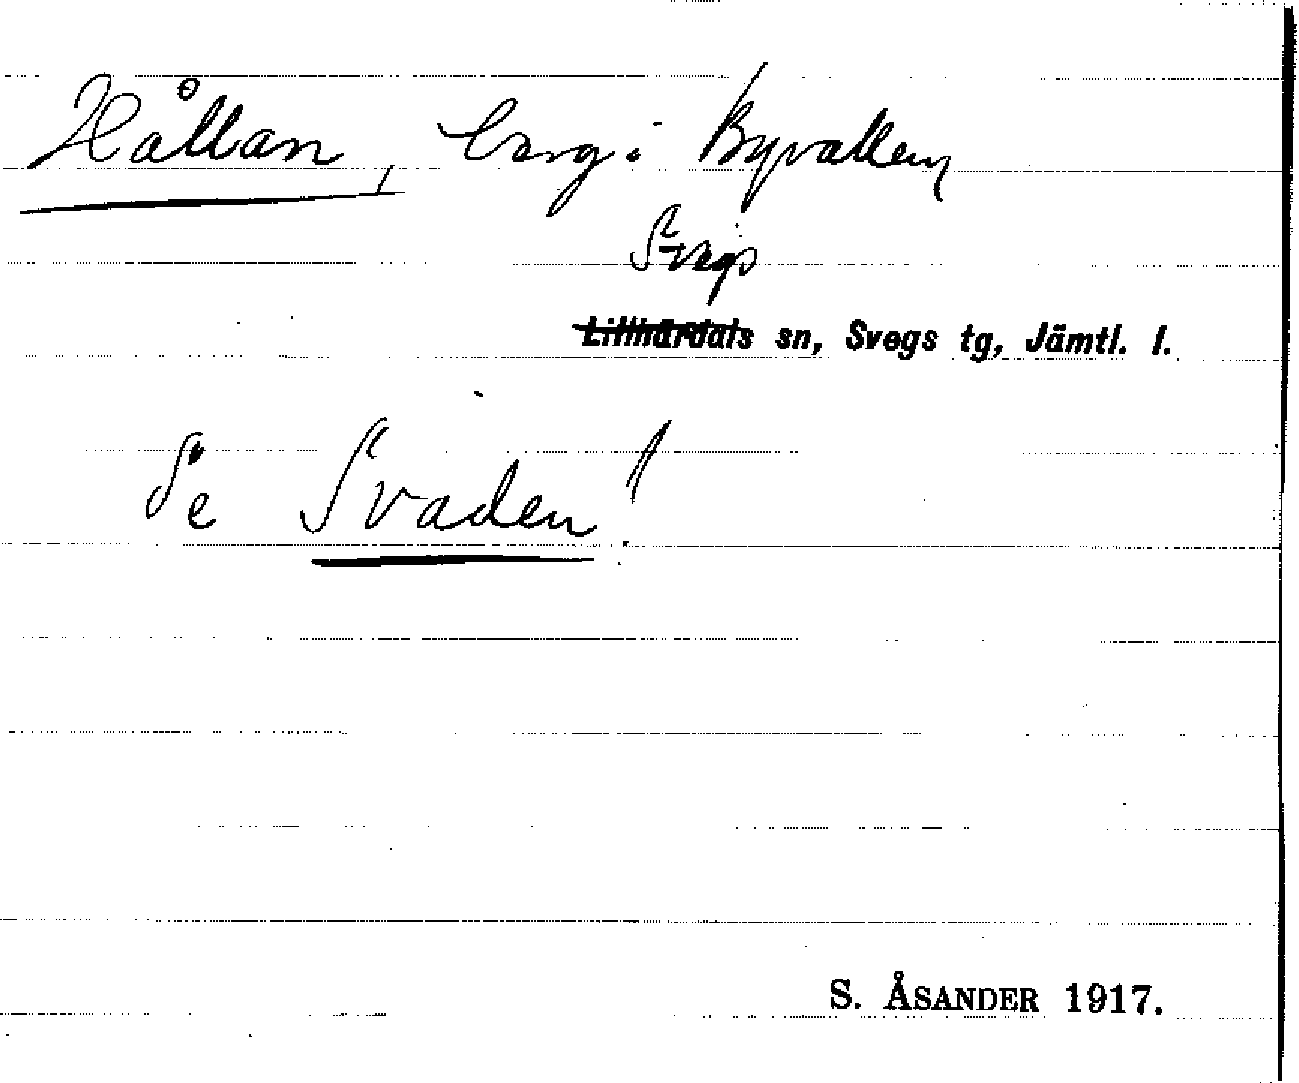 Hållan, berg i Byvallen
Svegs
Lillhärdals sn, Svegs tg, Jämtl. l.
Se Svaden!
S. ÅSANDER 1917.